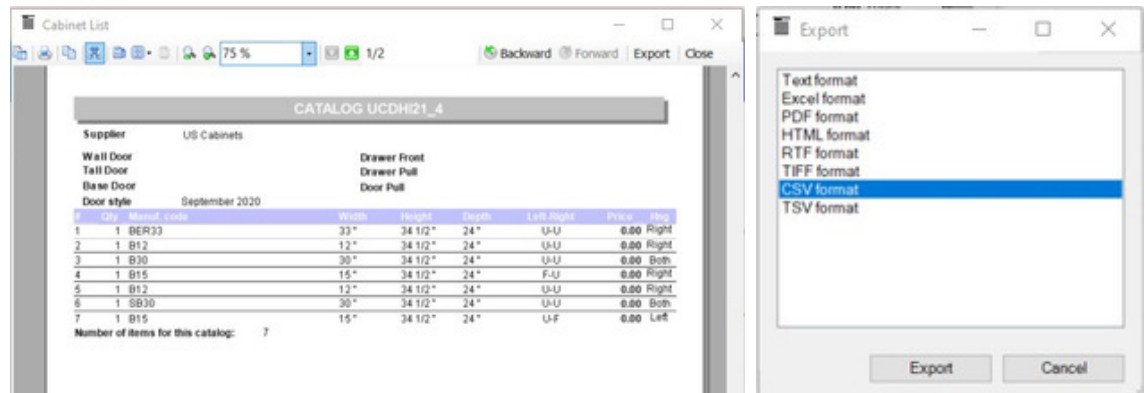 Cabinet List
75 %
1/2
Backward Forward Export Close
CATALOG UCDHI21_4
Supplier US Cabinets
Wall Door Drawer Front
Tall Door Drawer Pull
Base Door Door Pull
Door style September 2020
# Qty Manuf. code Width Height Depth Left-Right Price Hng
1 1 BER33 33" 34 1/2" 24" U-U 0.00 Right
2 1 B12 12" 34 1/2" 24" U-U 0.00 Right
3 1 B30 30" 34 1/2" 24" U-U 0.00 Both
4 1 B15 15" 34 1/2" 24" F-U 0.00 Right
5 1 B12 12" 34 1/2" 24" U-U 0.00 Right
6 1 SB30 30" 34 1/2" 24" U-U 0.00 Both
7 1 B15 15" 34 1/2" 24" U-F 0.00 Left
Number of items for this catalog: 7
Export
Text format
Excel format
PDF format
HTML format
RTF format
TIFF format
CSV format
TSV format
Export Cancel